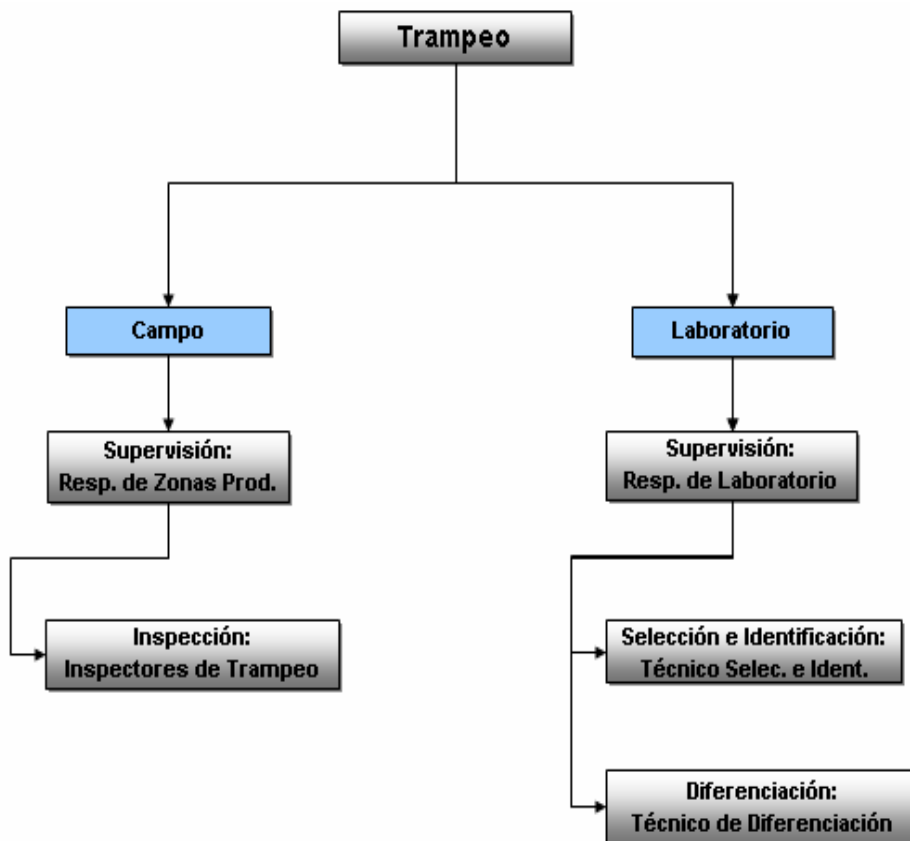 Trampeo
Campo
Laboratorio
Supervisión:
Resp. de Zonas Prod.
Supervisión:
Resp. de Laboratorio
Inspección:
Inspectores de Trampeo
Selección e Identificación:
Técnico Selec. e Ident.
Diferenciación:
Técnico de Diferenciación